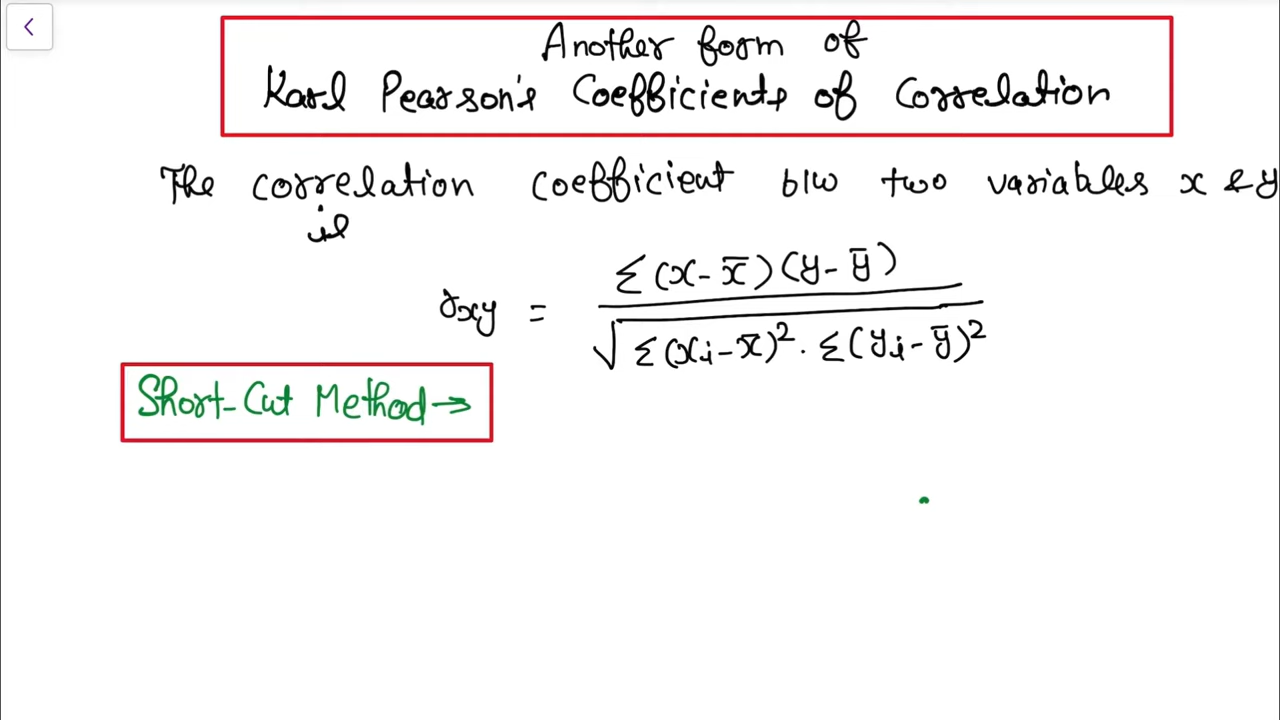 Another form of
Karl Pearson's Coefficients of Correlation
The correlation coefficient b/w two variables x & y
is
rxy = Σ(x-x̄)(y-ȳ) / √Σ(xi-x̄)². Σ(yi-ȳ)²
Short-Cut Method→